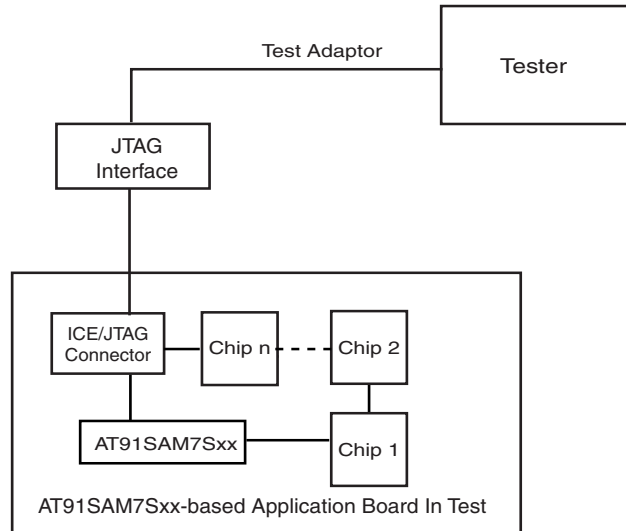 Test Adaptor
Tester
JTAG
Interface
ICE/JTAG
Connector
Chip n
Chip 2
AT91SAM7Sxx
Chip 1
AT91SAM7Sxx-based Application Board In Test